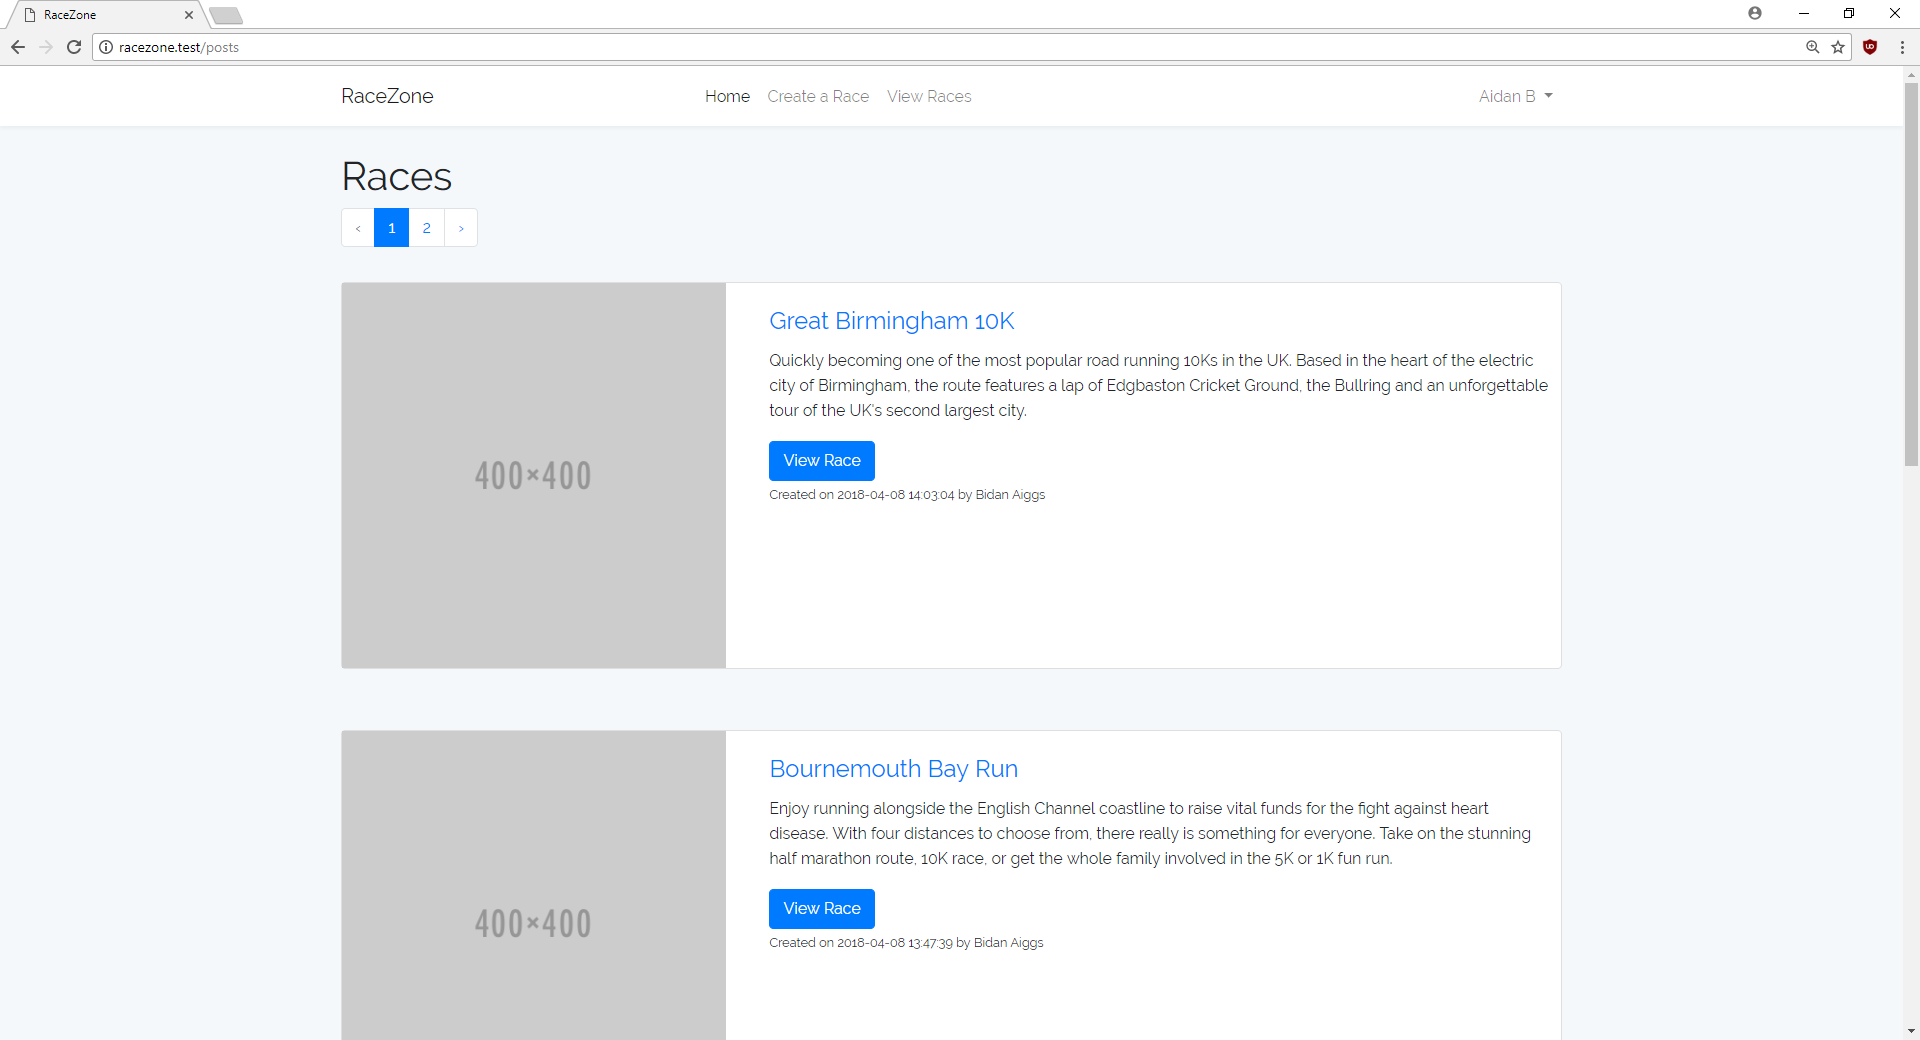 RaceZone
racezone.test/posts
RaceZone
Home Create a Race View Races
Aidan B
Races
‹ 1 2 ›
400×400
Great Birmingham 10K
Quickly becoming one of the most popular road running 10Ks in the UK. Based in the heart of the electric
city of Birmingham, the route features a lap of Edgbaston Cricket Ground, the Bullring and an unforgettable
tour of the UK's second largest city.
View Race
Created on 2018-04-08 14:03:04 by Bidan Aiggs
400×400
Bournemouth Bay Run
Enjoy running alongside the English Channel coastline to raise vital funds for the fight against heart
disease. With four distances to choose from, there really is something for everyone. Take on the stunning
half marathon route, 10K race, or get the whole family involved in the 5K or 1K fun run.
View Race
Created on 2018-04-08 13:47:39 by Bidan Aiggs